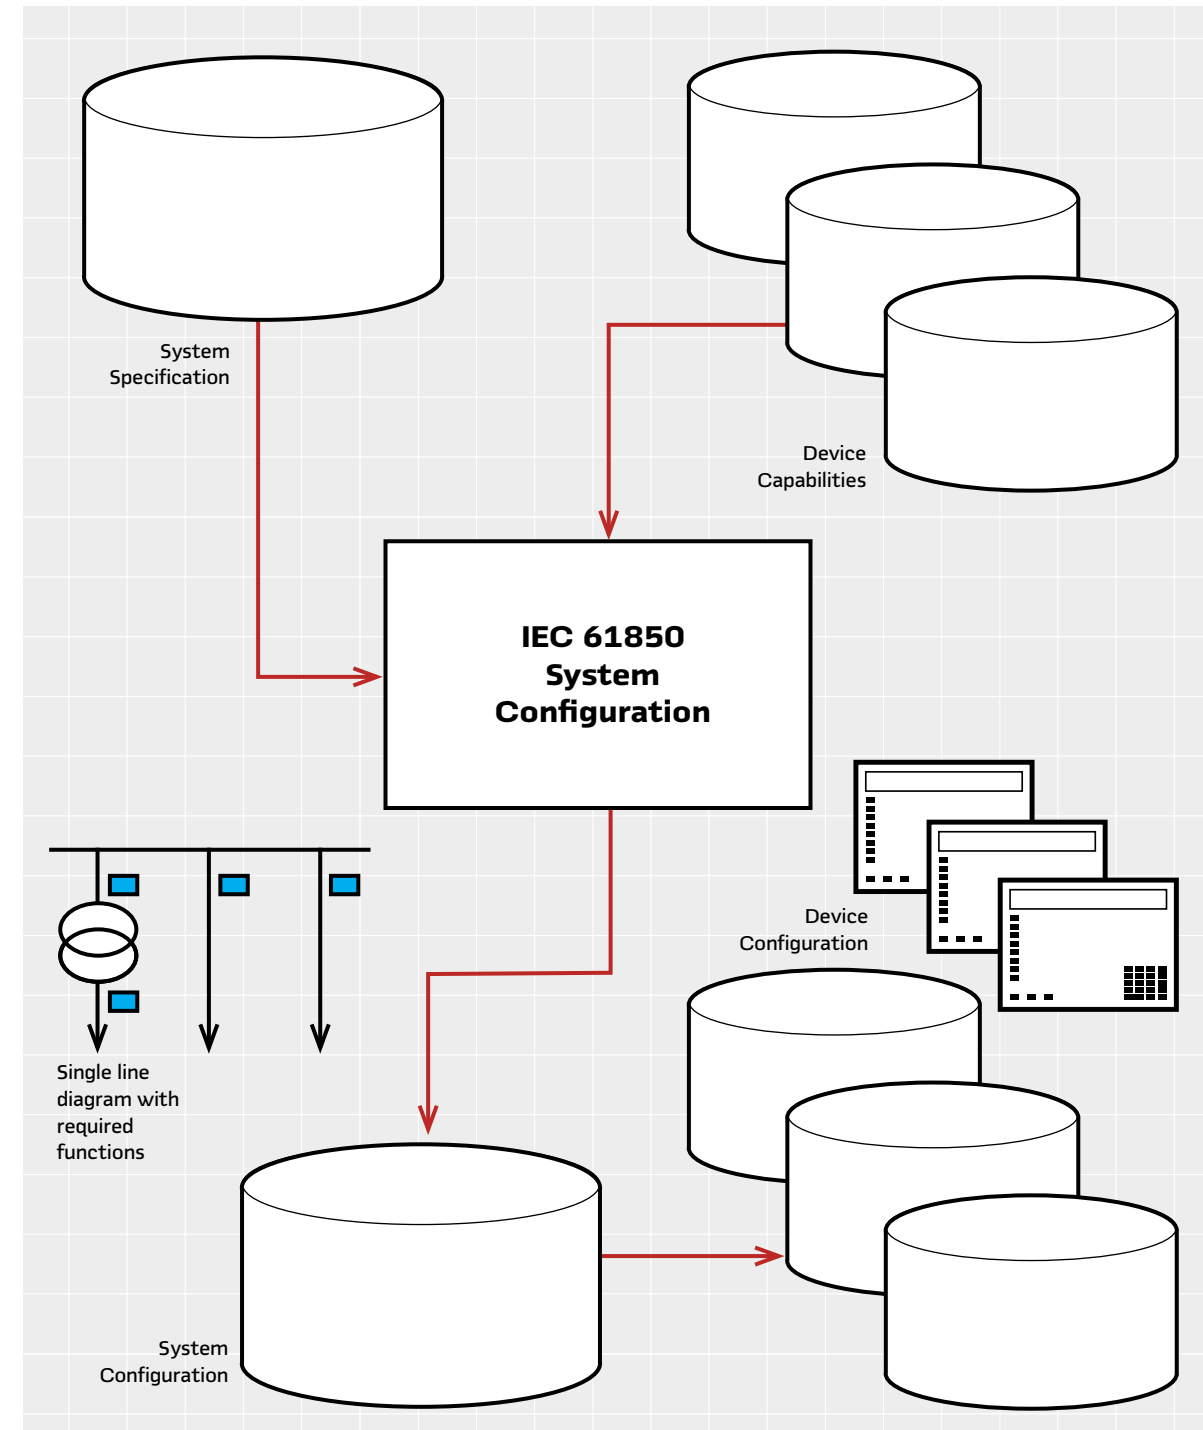 System
Specification
Device
Capabilities
IEC 61850
System
Configuration
Device
Configuration
Single line
diagram with
required
functions
System
Configuration